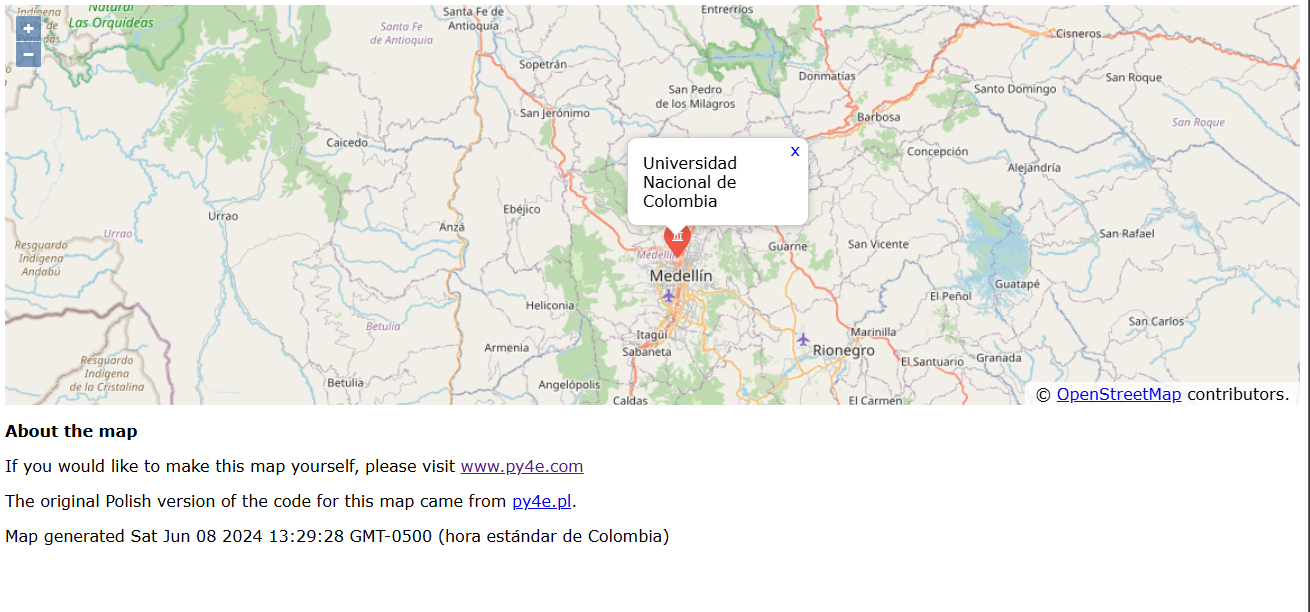 Indígena
de
Natural
Las Orquídeas
Santa Fe de
Antioquia
Santa Fe
de Antioquia
Entrerríos
Cisneros
+
−
Sopetrán
Donmatías
San Roque
Santo Domingo
San Pedro
de los Milagros
San Jerónimo
Barbosa
San Roque
Caicedo
Concepción
Alejandría
x
Universidad
Nacional de
Colombia
Urrao
Ebéjico
Anzá
Urrao
San Rafael
Guarne
San Vicente
Resguardo
Indígena
Andabú
Medellín
Medellín
Guatapé
El Peñol
Heliconia
San Carlos
Betulia
Itagüí
Marinilla
Armenia
Sabaneta
Rionegro
Resguardo
Indígena
de la Cristalina
El Santuario
Granada
Betulia
Angelópolis
Caldas
El Carmen
© OpenStreetMap contributors.
About the map
If you would like to make this map yourself, please visit www.py4e.com
The original Polish version of the code for this map came from py4e.pl.
Map generated Sat Jun 08 2024 13:29:28 GMT-0500 (hora estándar de Colombia)